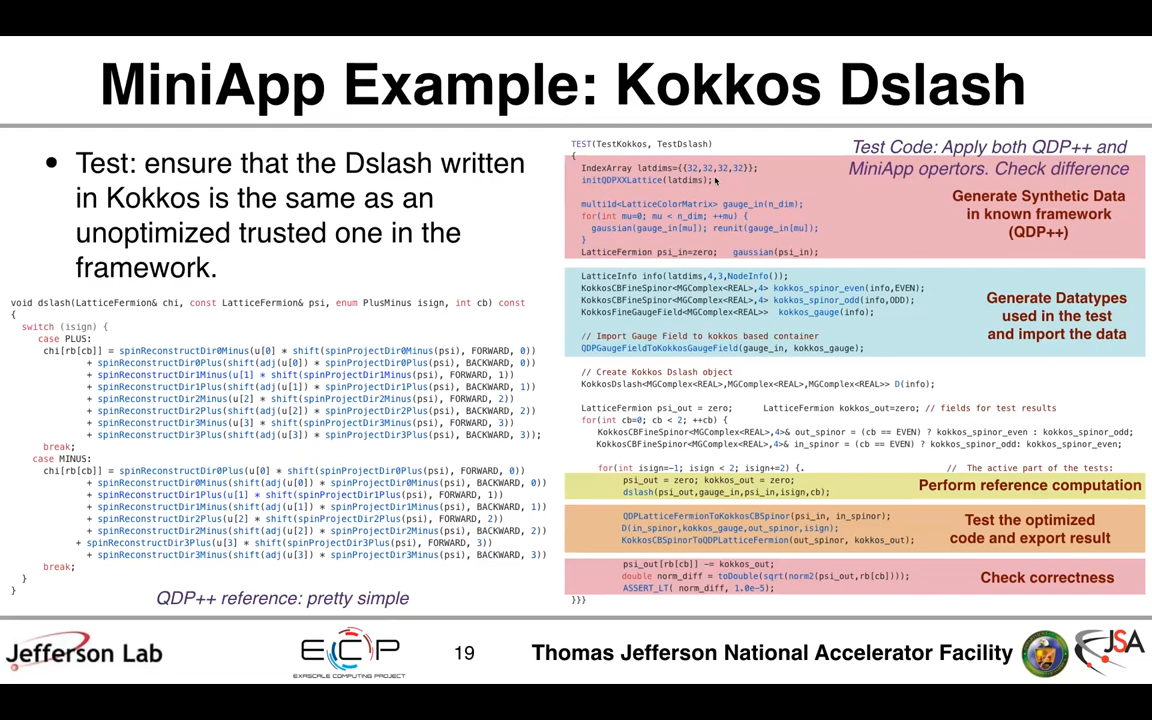 MiniApp Example: Kokkos Dslash
• Test: ensure that the Dslash written
in Kokkos is the same as an
unoptimized trusted one in the
framework.
void dslash(LatticeFermion& chi, const LatticeFermion& psi, enum PlusMinus isign, int cb) const
{
switch (isign) {
case PLUS:
chi[rb[cb]] = spinReconstructDir0Minus(u[0] * shift(spinProjectDir0Minus(psi), FORWARD, 0))
+ spinReconstructDir0Plus(shift(adj(u[0]) * spinProjectDir0Plus(psi), BACKWARD, 0))
+ spinReconstructDir1Minus(u[1] * shift(spinProjectDir1Minus(psi), FORWARD, 1))
+ spinReconstructDir1Plus(shift(adj(u[1]) * spinProjectDir1Plus(psi), BACKWARD, 1))
+ spinReconstructDir2Minus(u[2] * shift(spinProjectDir2Minus(psi), FORWARD, 2))
+ spinReconstructDir2Plus(shift(adj(u[2]) * spinProjectDir2Plus(psi), BACKWARD, 2))
+ spinReconstructDir3Minus(u[3] * shift(spinProjectDir3Minus(psi), FORWARD, 3))
+ spinReconstructDir3Plus(shift(adj(u[3]) * spinProjectDir3Plus(psi), BACKWARD, 3));
break;
case MINUS:
chi[rb[cb]] = spinReconstructDir0Plus(u[0] * shift(spinProjectDir0Plus(psi), FORWARD, 0))
+ spinReconstructDir0Minus(shift(adj(u[0]) * spinProjectDir0Minus(psi), BACKWARD, 0))
+ spinReconstructDir1Plus(u[1] * shift(spinProjectDir1Plus(psi), FORWARD, 1))
+ spinReconstructDir1Minus(shift(adj(u[1]) * spinProjectDir1Minus(psi), BACKWARD, 1))
+ spinReconstructDir2Plus(u[2] * shift(spinProjectDir2Plus(psi), FORWARD, 2))
+ spinReconstructDir2Minus(shift(adj(u[2]) * spinProjectDir2Minus(psi), BACKWARD, 2))
+ spinReconstructDir3Plus(u[3] * shift(spinProjectDir3Plus(psi), FORWARD, 3))
+ spinReconstructDir3Minus(shift(adj(u[3]) * spinProjectDir3Minus(psi), BACKWARD, 3))
break;
}
}
QDP++ reference: pretty simple
TEST(TestKokkos, TestDslash)
{
Test Code: Apply both QDP++ and
MiniApp opertors. Check difference
IndexArray latdims={{32,32,32,32}};
initQDPXXLattice(latdims);
multi1d<LatticeColorMatrix> gauge_in(n_dim);
for(int mu=0; mu < n_dim; ++mu) {
gaussian(gauge_in[mu]); reunit(gauge_in[mu]);
}
LatticeFermion psi_in=zero; gaussian(psi_in);
Generate Synthetic Data
in known framework
(QDP++)
LatticeInfo info(latdims,4,3,NodeInfo());
KokkosCBFineSpinor<MGComplex<REAL>,4> kokkos_spinor_even(info,EVEN);
KokkosCBFineSpinor<MGComplex<REAL>,4> kokkos_spinor_odd(info,ODD);
KokkosFineGaugeField<MGComplex<REAL>> kokkos_gauge(info);
// Import Gauge Field to kokkos based container
QDPGaugeFieldToKokkosGaugeField(gauge_in, kokkos_gauge);
Generate Datatypes
used in the test
and import the data
// Create Kokkos Dslash object
KokkosDslash<MGComplex<REAL>,MGComplex<REAL>,MGComplex<REAL>> D(info);
LatticeFermion psi_out = zero; LatticeFermion kokkos_out=zero; // fields for test results
for(int cb=0; cb < 2; ++cb) {
KokkosCBFineSpinor<MGComplex<REAL>,4>& out_spinor = (cb == EVEN) ? kokkos_spinor_even : kokkos_spinor_odd;
KokkosCBFineSpinor<MGComplex<REAL>,4>& in_spinor = (cb == EVEN) ? kokkos_spinor_odd: kokkos_spinor_even;
for(int isign=-1; isign < 2; isign+=2) {. // The active part of the tests:
psi_out = zero; kokkos_out = zero;
dslash(psi_out,gauge_in,psi_in,isign,cb);
Perform reference computation
QDPLatticeFermionToKokkosCBSpinor(psi_in, in_spinor);
D(in_spinor,kokkos_gauge,out_spinor,isign);
KokkosCBSpinorToQDPLatticeFermion(out_spinor, kokkos_out);
Test the optimized
code and export result
psi_out[rb[cb]] -= kokkos_out;
double norm_diff = toDouble(sqrt(norm2(psi_out,rb[cb])));
ASSERT_LT( norm_diff, 1.0e-5);
Check correctness
}}}
Jefferson Lab
ECP
EXASCALE COMPUTING PROJECT
19
Thomas Jefferson National Accelerator Facility
JSA